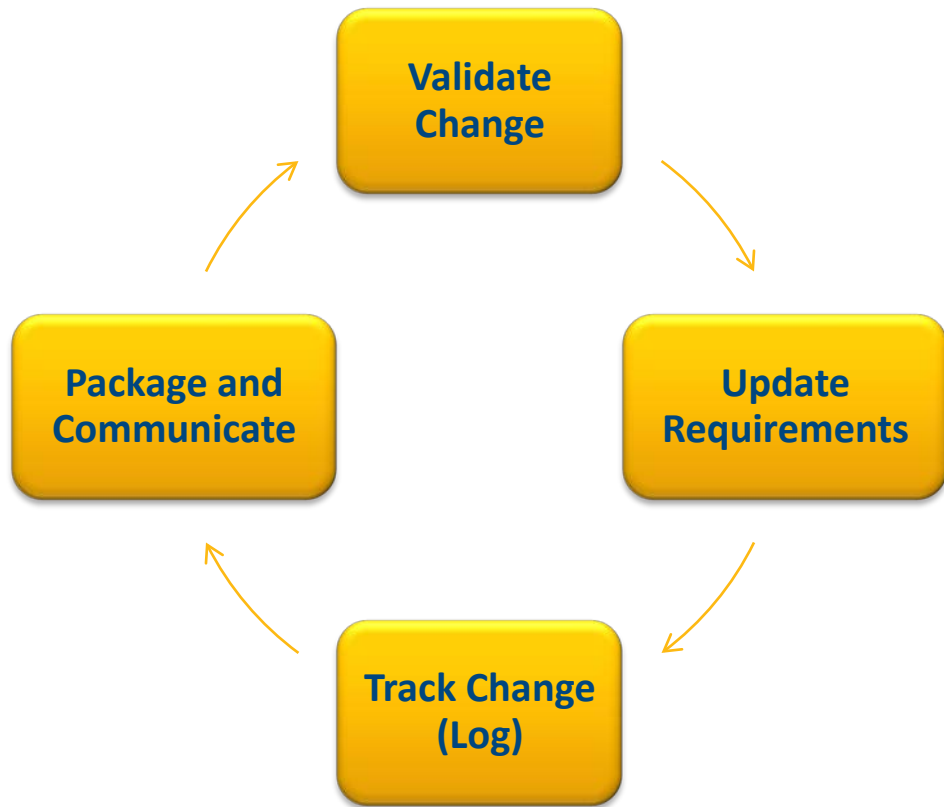 Validate
Change
Update
Requirements
Track Change
(Log)
Package and
Communicate